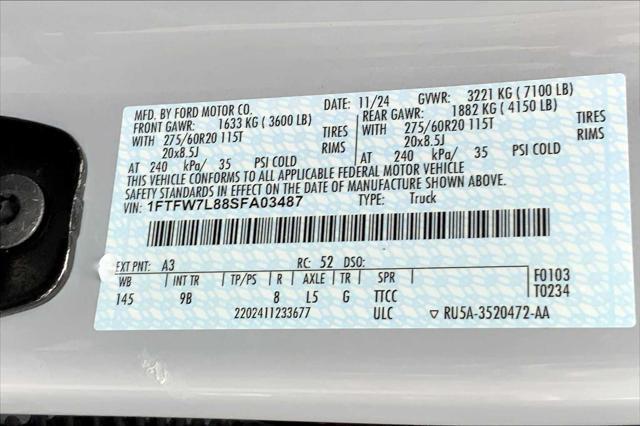 MFD. BY FORD MOTOR CO. DATE: 11/24 GVWR: 3221 KG ( 7100 LB)
FRONT GAWR: 1633 KG ( 3600 LB) REAR GAWR: 1882 KG ( 4150 LB)
WITH 275/60R20 115T TIRES WITH 275/60R20 115T TIRES
20x8.5J RIMS 20x8.5J RIMS
AT 240 kPa/ 35 PSI COLD AT 240 kPa/ 35 PSI COLD
THIS VEHICLE CONFORMS TO ALL APPLICABLE FEDERAL MOTOR VEHICLE
SAFETY STANDARDS IN EFFECT ON THE DATE OF MANUFACTURE SHOWN ABOVE.
VIN: 1FTFW7L88SFA03487 TYPE: Truck
EXT PNT: A3 RC: 52 DSO:
WB INT TR TP/PS R AXLE TR SPR F0103
145 9B 8 L5 G TTCC T0234
2202411233677 ULC ▽ RU5A-3520472-AA